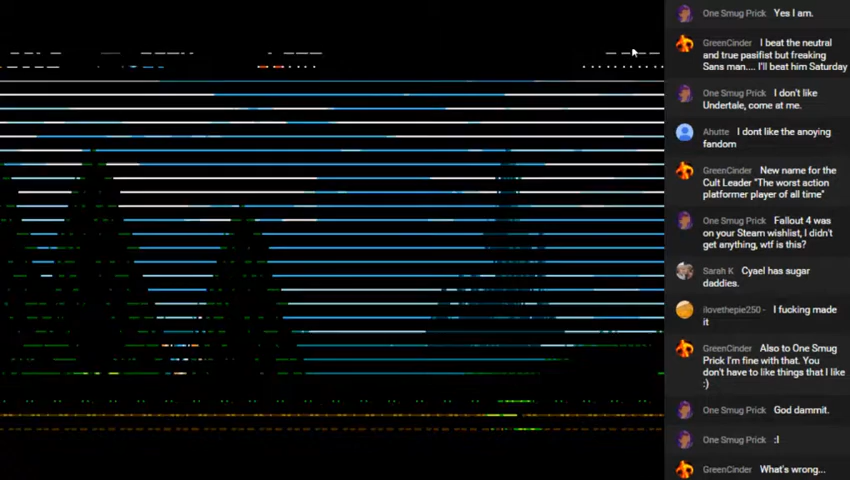 One Smug Prick Yes I am.
GreenCinder I beat the neutral
and true pasifist but freaking
Sans man.... I'll beat him Saturday
One Smug Prick I don't like
Undertale, come at me.
Ahutte I dont like the anoying
fandom
GreenCinder New name for the
Cult Leader "The worst action
platformer player of all time"
One Smug Prick Fallout 4 was
on your Steam wishlist, I didn't
get anything, wtf is this?
Sarah K Cyael has sugar
daddies.
ilovethepie250 - I fucking made
it
GreenCinder Also to One Smug
Prick I'm fine with that. You
don't have to like things that I like
:)
One Smug Prick God dammit.
One Smug Prick :I
GreenCinder What's wrong...